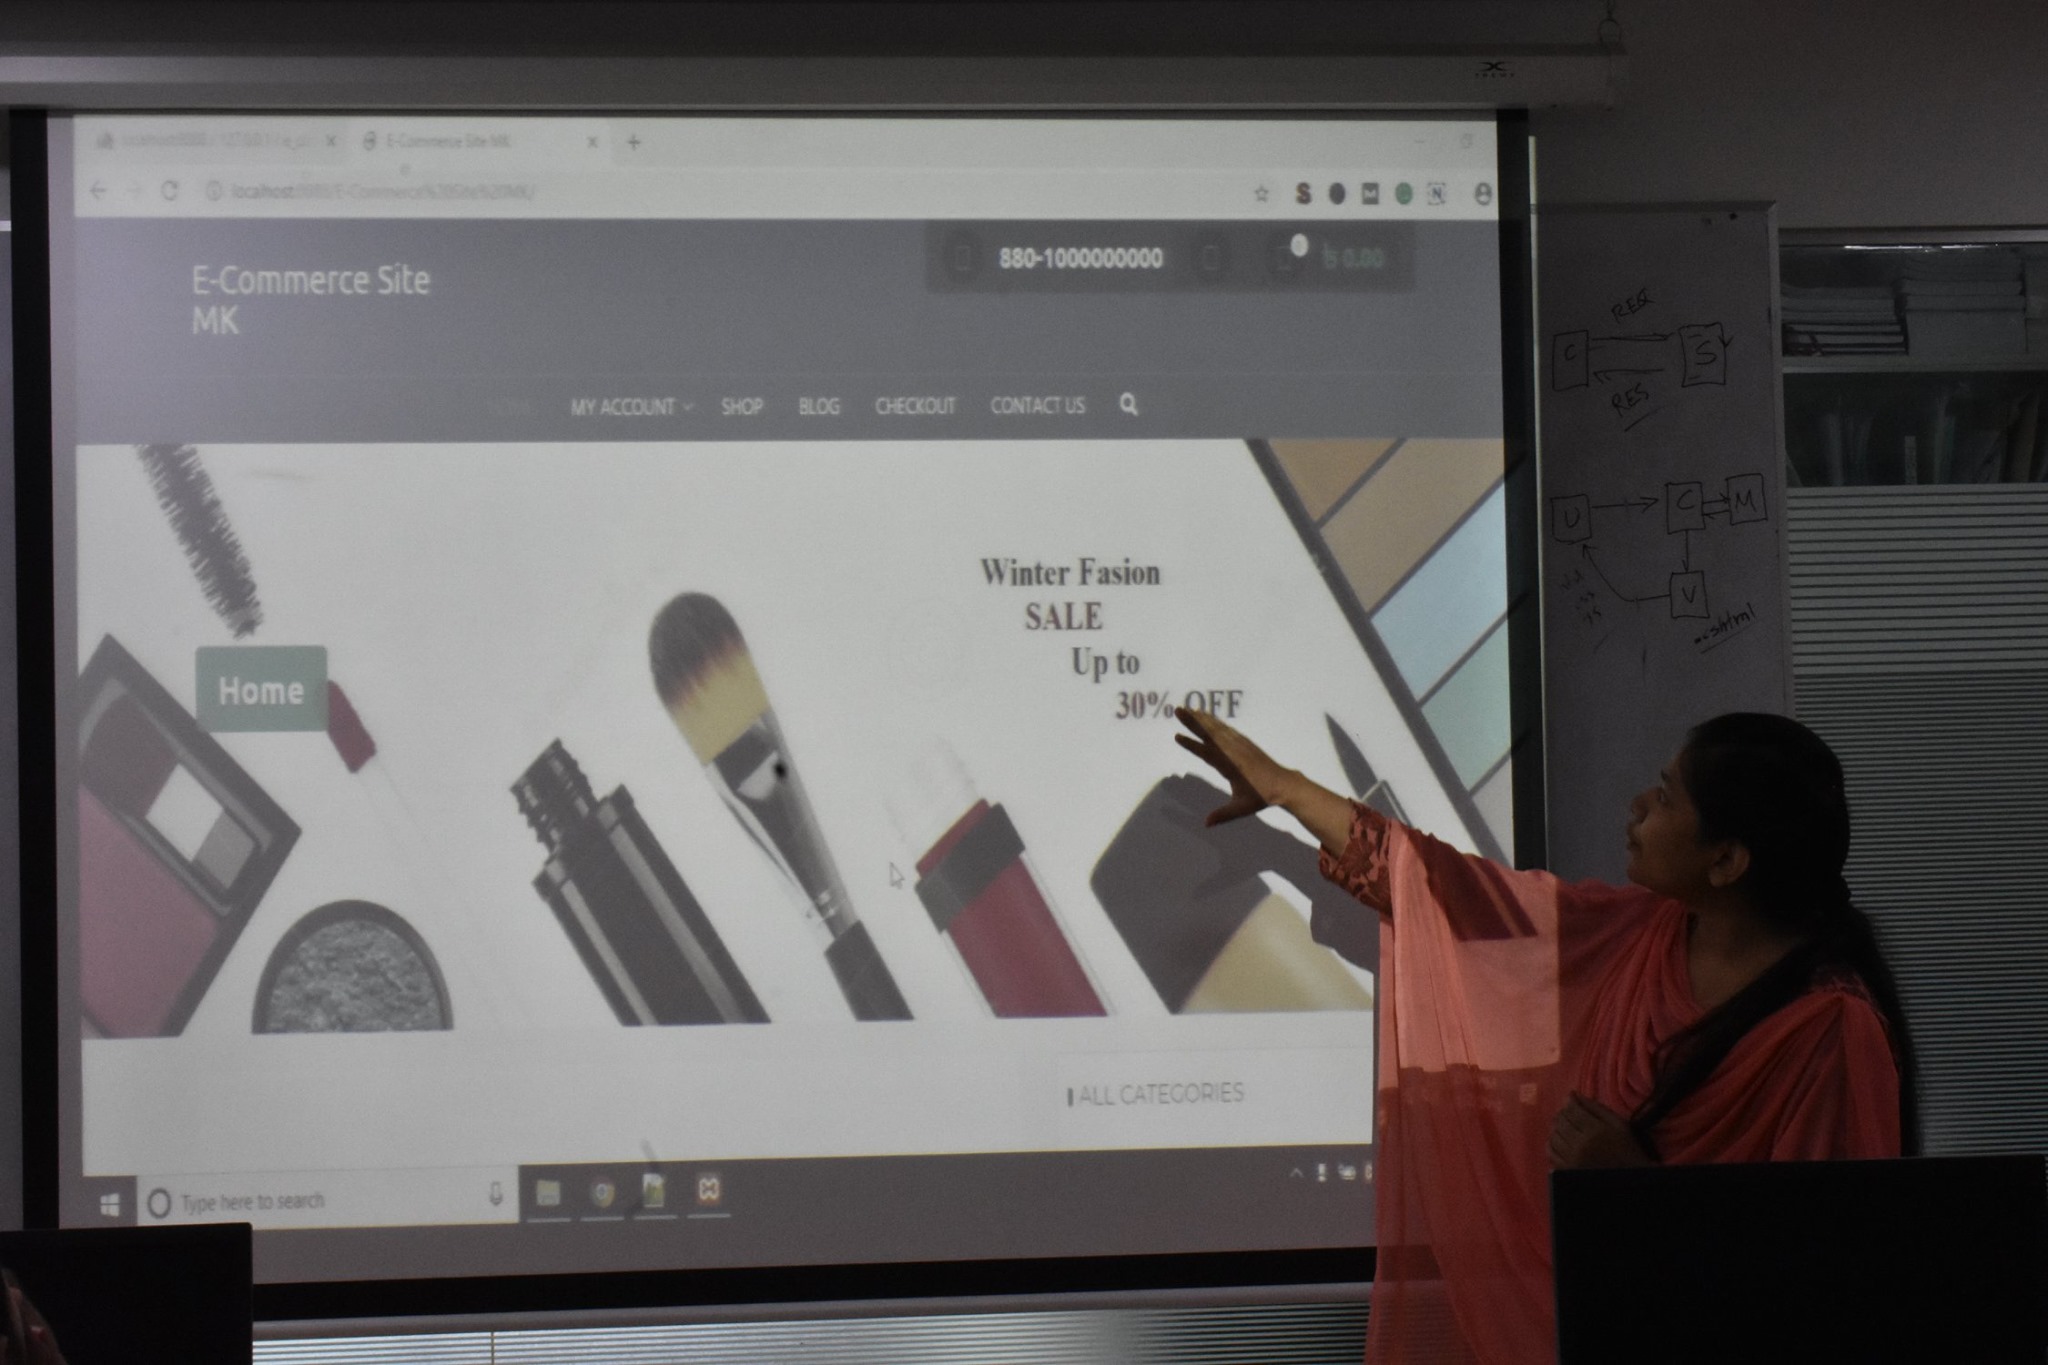 E-Commerce Site MK
localhost:8080/E-Commerce%20Site%20MK/
880-1000000000
৳ 0.00
E-Commerce Site
MK
MY ACCOUNT
SHOP
BLOG
CHECKOUT
CONTACT US
Winter Fasion
SALE
Up to
30% OFF
Home
ALL CATEGORIES
Type here to search
REQ
C
S
RES
U
C
M
V
cshtml